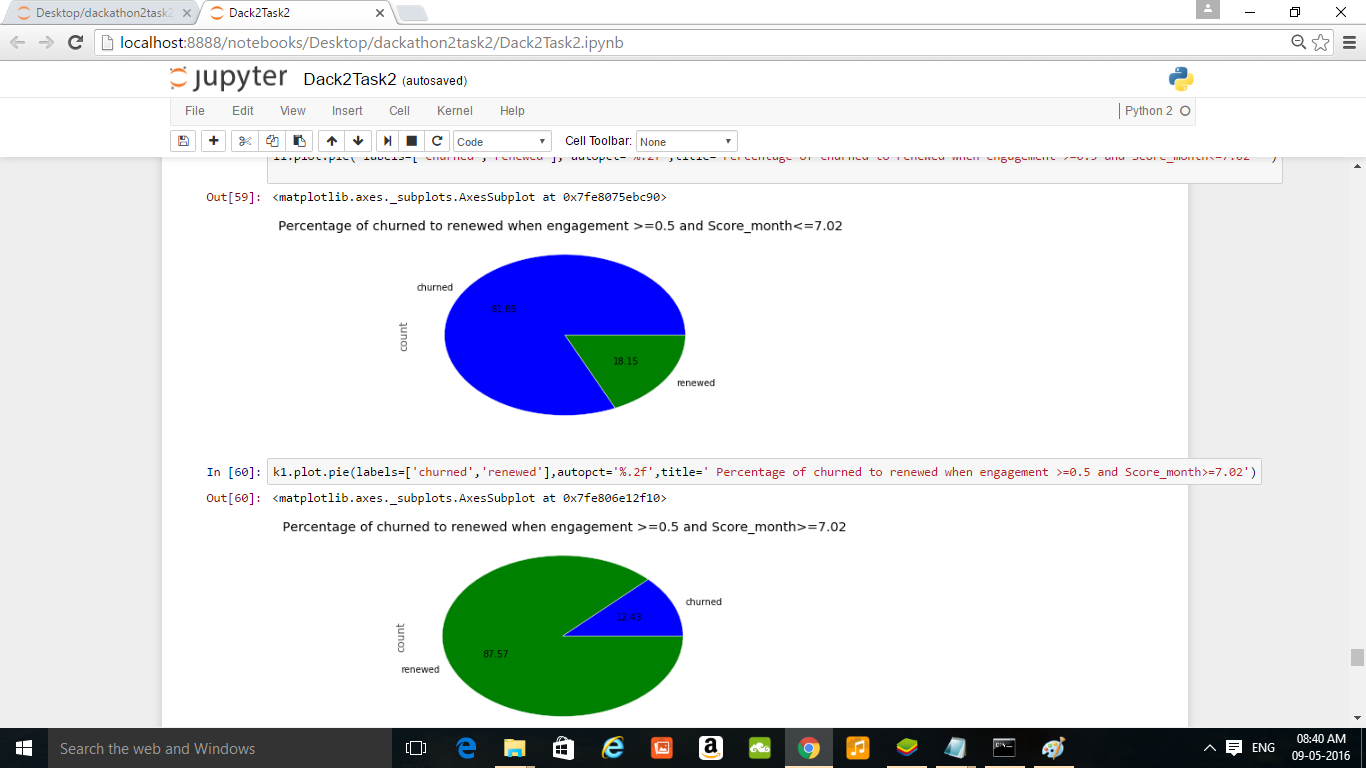 Desktop/dackathon2task2
Dack2Task2
localhost:8888/notebooks/Desktop/dackathon2task2/Dack2Task2.ipynb
jupyter Dack2Task2 (autosaved)
File Edit View Insert Cell Kernel Help Python 2
Code Cell Toolbar: None
k1.plot.pie( labels=['churned','renewed'], autopct='%.2f',title=' Percentage of churned to renewed when engagement >=0.5 and Score_month<=7.02 ' )
Out[59]: <matplotlib.axes._subplots.AxesSubplot at 0x7fe8075ebc90>
Percentage of churned to renewed when engagement >=0.5 and Score_month<=7.02
churned
81.85
count
18.15
renewed
In [60]: k1.plot.pie(labels=['churned','renewed'],autopct='%.2f',title=' Percentage of churned to renewed when engagement >=0.5 and Score_month>=7.02')
Out[60]: <matplotlib.axes._subplots.AxesSubplot at 0x7fe806e12f10>
Percentage of churned to renewed when engagement >=0.5 and Score_month>=7.02
churned
12.43
count
87.57
renewed
Search the web and Windows
ENG
08:40 AM
09-05-2016